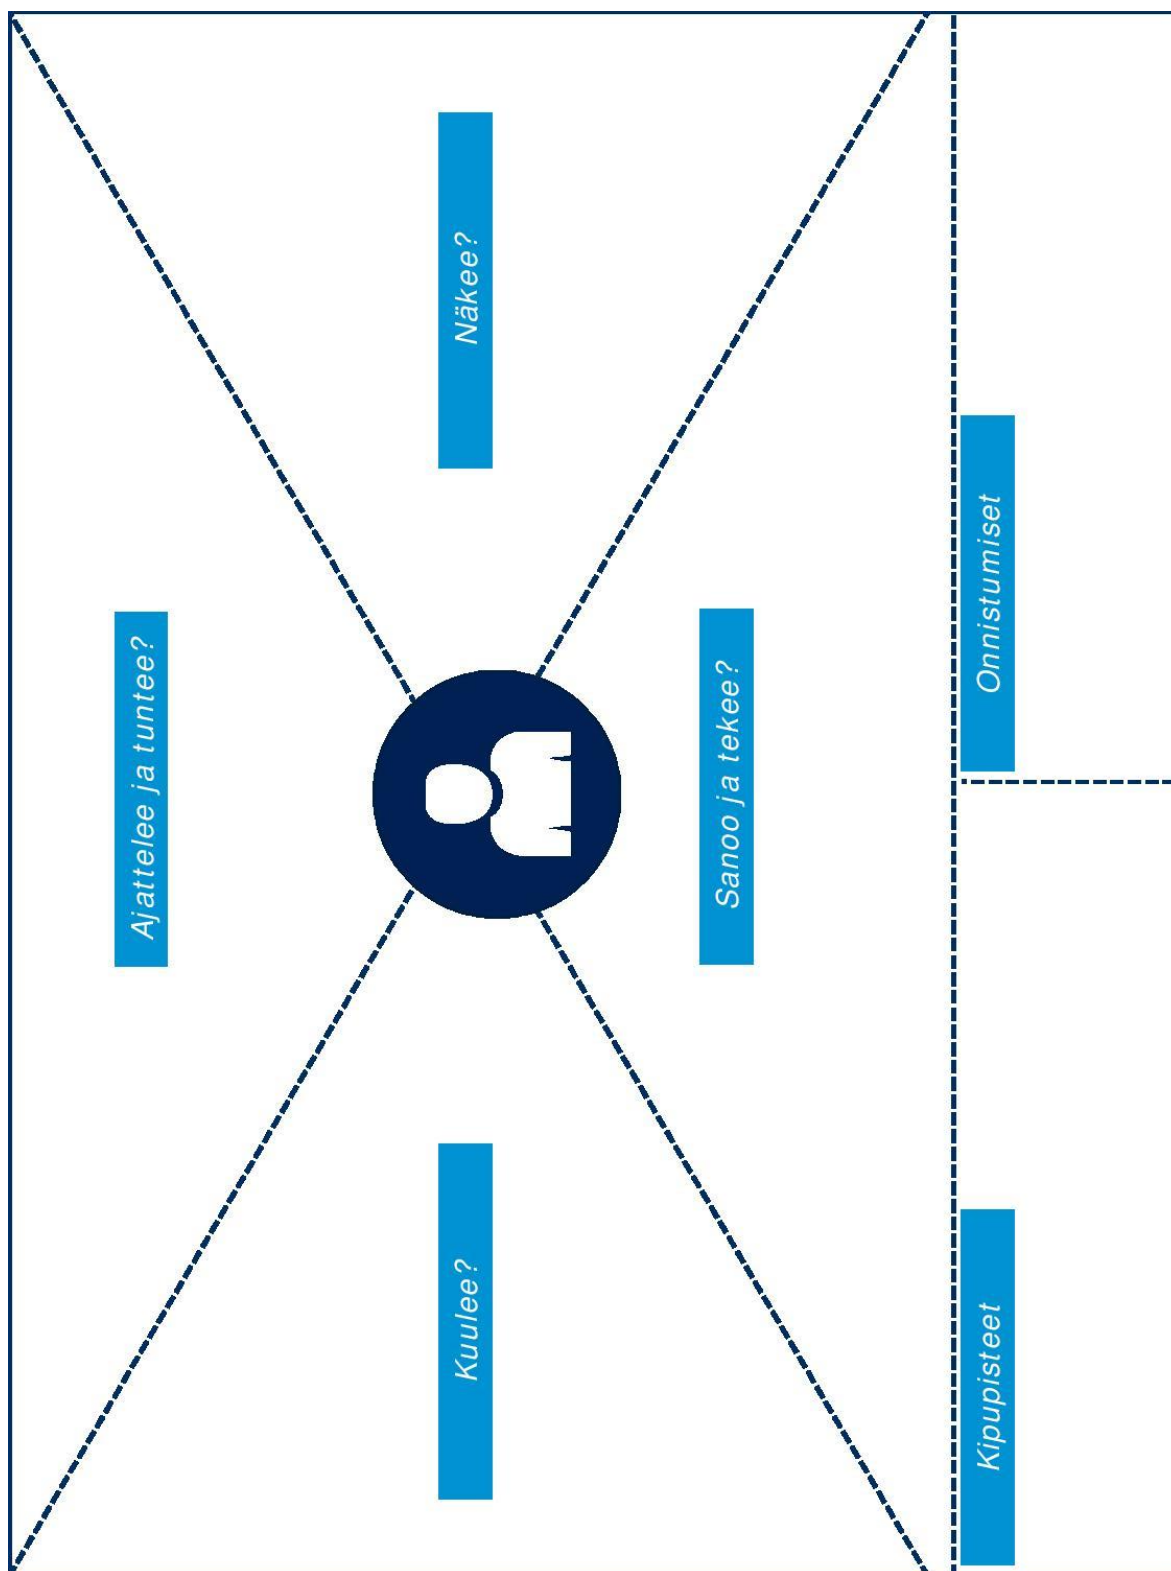 Ajattelee ja tuntee?
Kuulee?
Näkee?
Sanoo ja tekee?
Kipupisteet
Onnistumiset